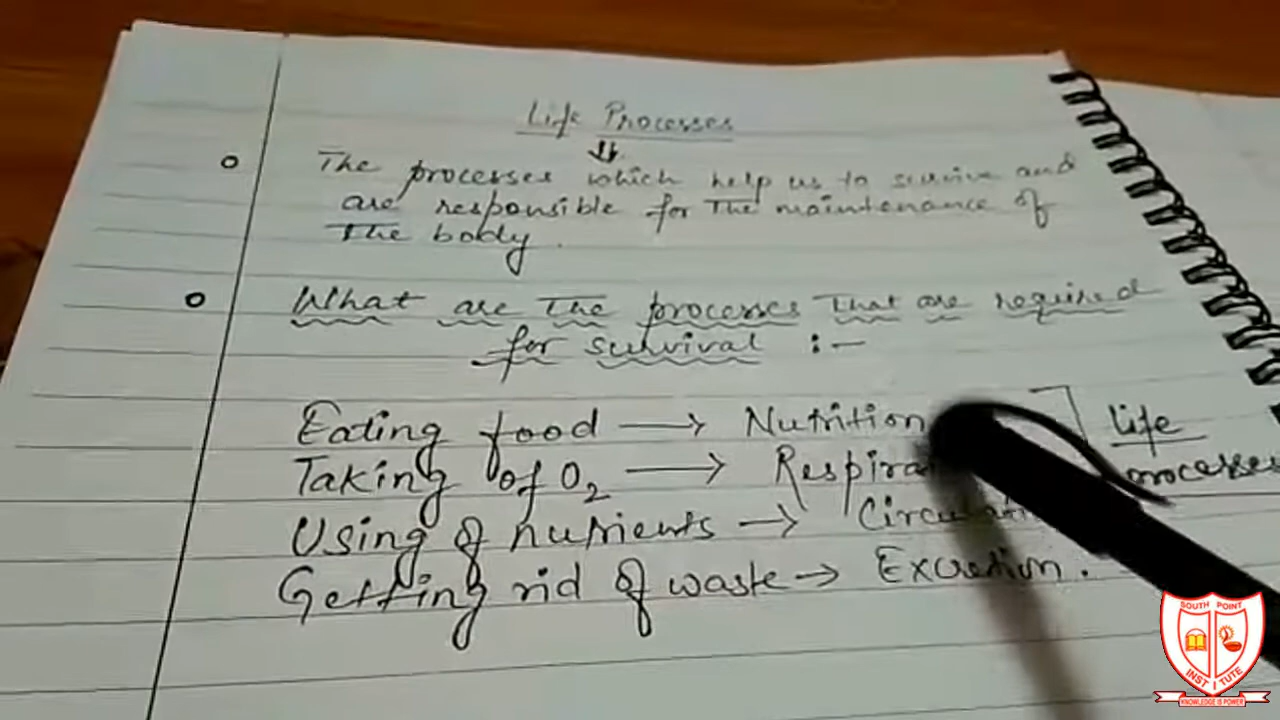 Life Processes
The processes which help us to survive and
are responsible for The maintenance of
The body.
What are The processes That are required
for survival :-
Eating food → Nutrition
Taking of O2 → 
Using of nutrients → 
Getting rid of waste → Excretion.
Life
processes
SOUTH POINT
INSTITUTE
KNOWLEDGE IS POWER